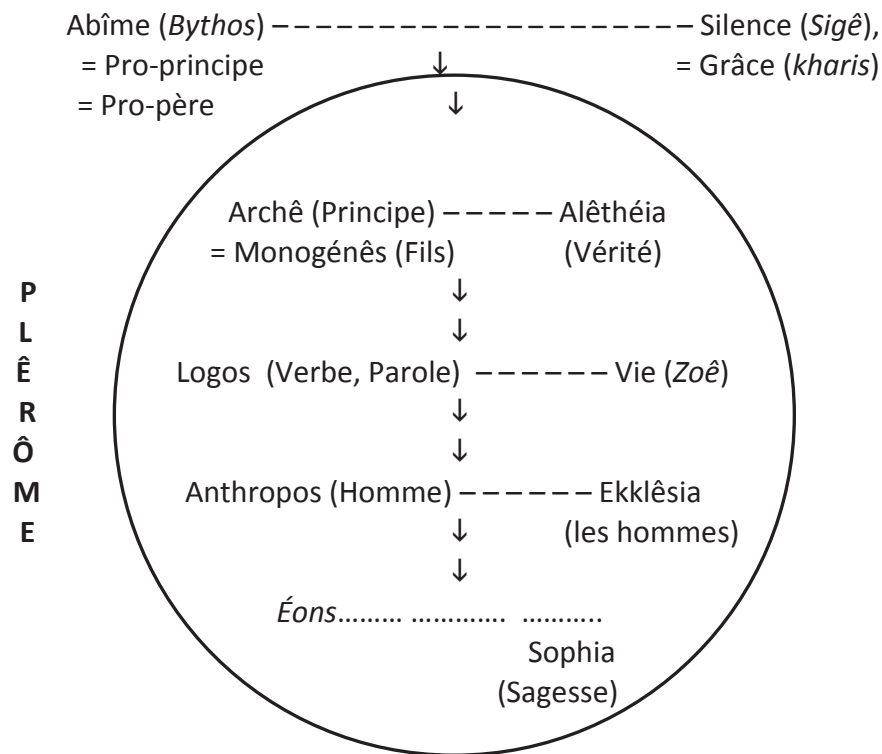 Abîme (Bythos) – – – – – – – – – – – – – – – – – – – – – – Silence (Sigê),
= Pro-principe ↓ = Grâce (kharis)
= Pro-père ↓
Archê (Principe) – – – – – Alêthéia
= Monogénês (Fils) (Vérité)
↓
↓
Logos (Verbe, Parole) – – – – – – Vie (Zoê)
↓
↓
Anthropos (Homme) – – – – – – Ekklêsia
↓ (les hommes)
↓
Éons……… …………. ………..
Sophia
(Sagesse)
P
L
Ê
R
Ô
M
E